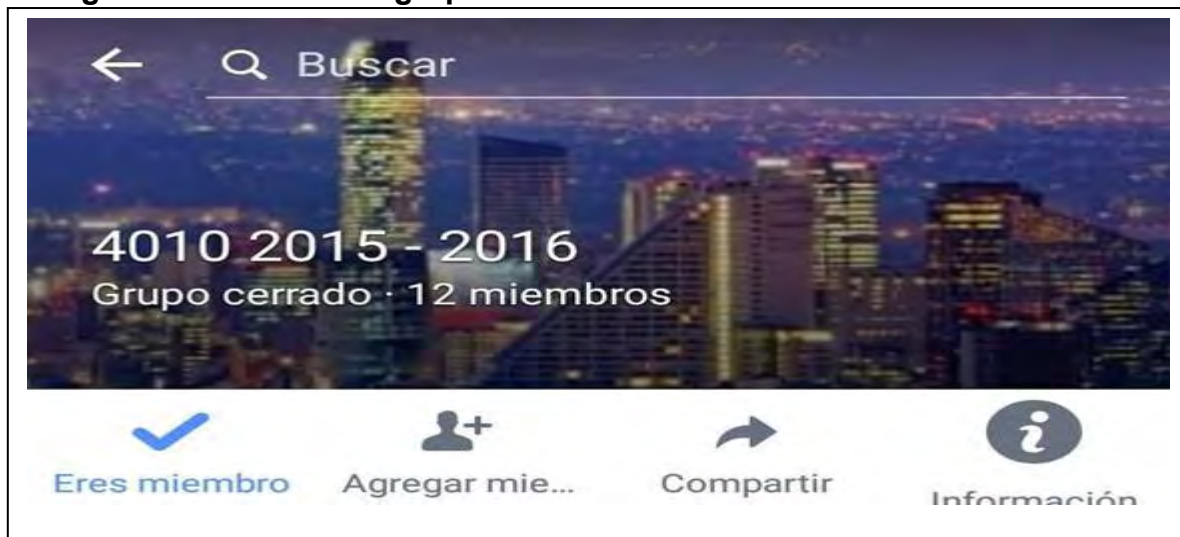 Buscar
4010 2015 - 2016
Grupo cerrado · 12 miembros
Eres miembro
Agregar mie...
Compartir
Información